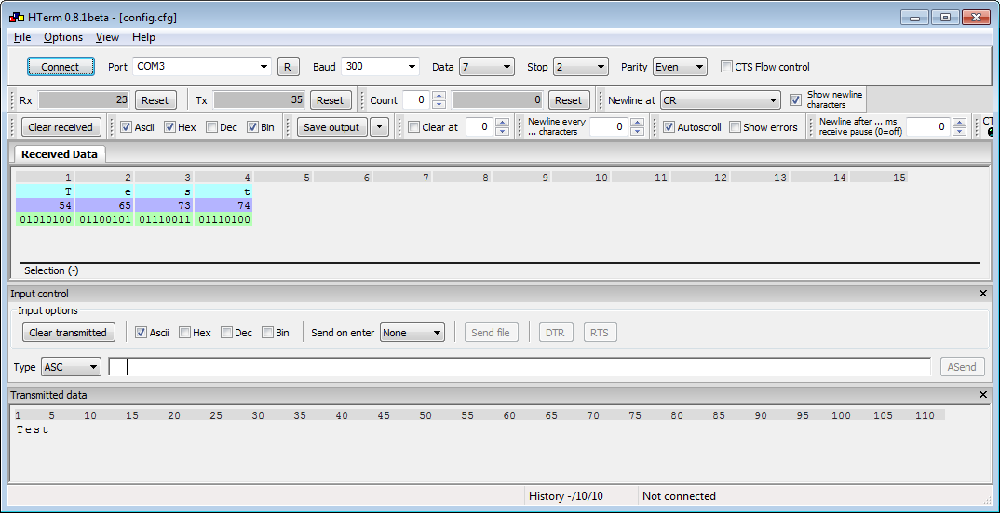 HTerm 0.8.1beta - [config.cfg]
File Options View Help
Connect Port COM3 R Baud 300 Data 7 Stop 2 Parity Even CTS Flow control
Rx 23 Reset Tx 35 Reset Count 0 0 Reset Newline at CR Show newline characters
Clear received Ascii Hex Dec Bin Save output Clear at 0 Newline every ... characters 0 Autoscroll Show errors Newline after ... ms receive pause (0=off) 0 CT
Received Data
1 2 3 4 5 6 7 8 9 10 11 12 13 14 15
T e s t
54 65 73 74
01010100 01100101 01110011 01110100
Selection (-)
Input control
Input options
Clear transmitted Ascii Hex Dec Bin Send on enter None Send file DTR RTS
Type ASC ASend
Transmitted data
1 5 10 15 20 25 30 35 40 45 50 55 60 65 70 75 80 85 90 95 100 105 110
Test
History -/10/10 Not connected